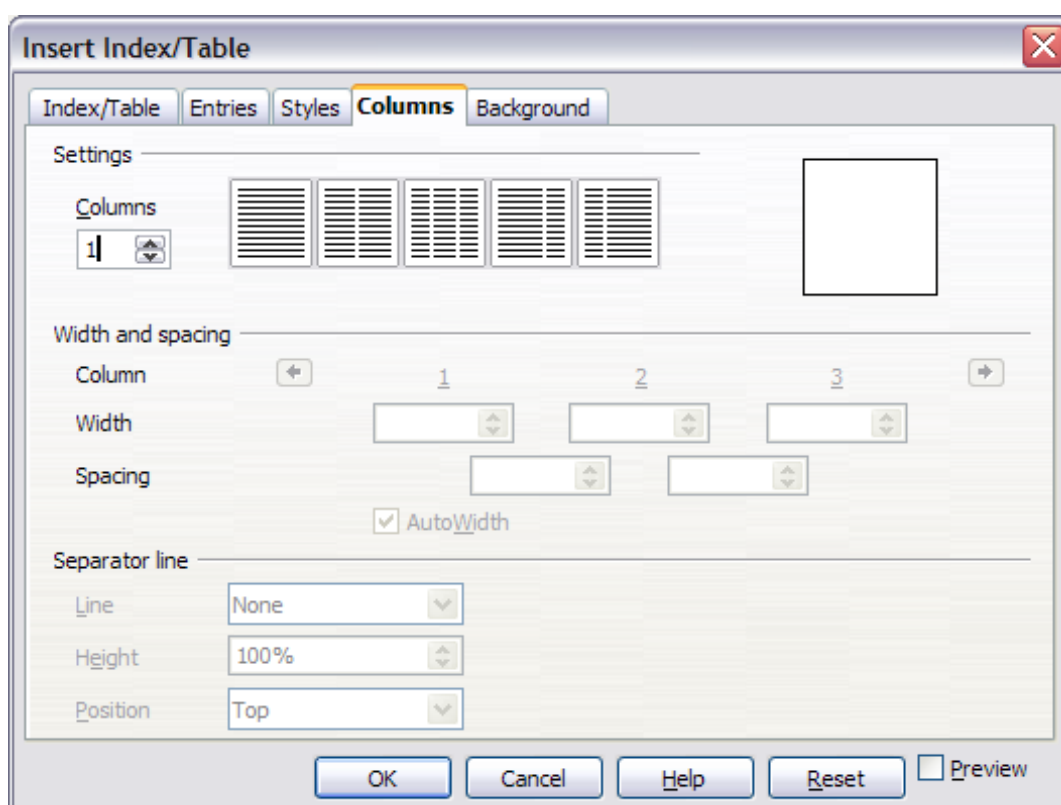 Insert Index/Table
Index/Table Entries Styles Columns Background
Settings
Columns
1
Width and spacing
Column 1 2 3
Width
Spacing
AutoWidth
Separator line
Line None
Height 100%
Position Top
OK Cancel Help Reset Preview